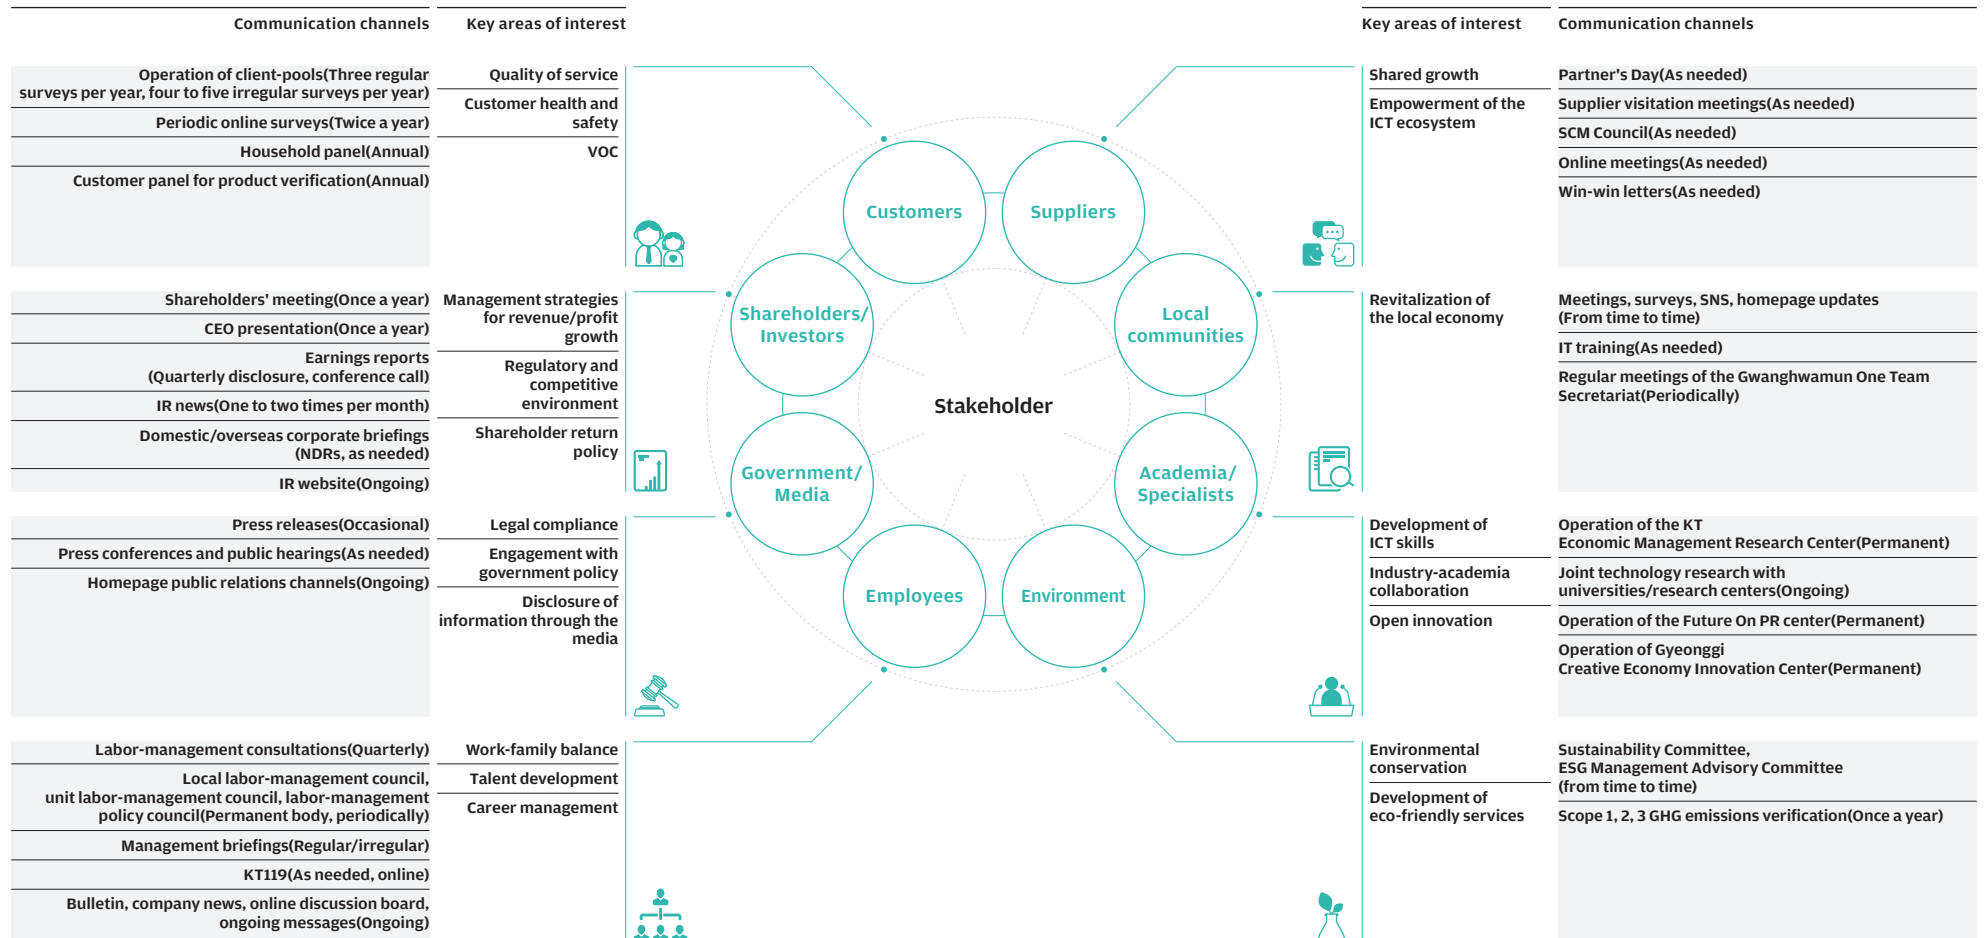 Communication channels
Key areas of interest
Operation of client-pools(Three regular
surveys per year, four to five irregular surveys per year)
Periodic online surveys(Twice a year)
Household panel(Annual)
Customer panel for product verification(Annual)
Quality of service
Customer health and
safety
VOC
Shareholders' meeting(Once a year)
CEO presentation(Once a year)
Earnings reports
(Quarterly disclosure, conference call)
IR news(One to two times per month)
Domestic/overseas corporate briefings
(NDRs, as needed)
IR website(Ongoing)
Management strategies
for revenue/profit
growth
Regulatory and
competitive
environment
Shareholder return
policy
Press releases(Occasional)
Press conferences and public hearings(As needed)
Homepage public relations channels(Ongoing)
Legal compliance
Engagement with
government policy
Disclosure of
information through the
media
Labor-management consultations(Quarterly)
Local labor-management council,
unit labor-management council, labor-management
policy council(Permanent body, periodically)
Management briefings(Regular/irregular)
KT119(As needed, online)
Bulletin, company news, online discussion board,
ongoing messages(Ongoing)
Work-family balance
Talent development
Career management
Customers
Suppliers
Shareholders/
Investors
Local
communities
Stakeholder
Government/
Media
Academia/
Specialists
Employees
Environment
Key areas of interest
Communication channels
Shared growth
Empowerment of the
ICT ecosystem
Partner's Day(As needed)
Supplier visitation meetings(As needed)
SCM Council(As needed)
Online meetings(As needed)
Win-win letters(As needed)
Revitalization of
the local economy
Meetings, surveys, SNS, homepage updates
(From time to time)
IT training(As needed)
Regular meetings of the Gwanghwamun One Team
Secretariat(Periodically)
Development of
ICT skills
Industry-academia
collaboration
Open innovation
Operation of the KT
Economic Management Research Center(Permanent)
Joint technology research with
universities/research centers(Ongoing)
Operation of the Future On PR center(Permanent)
Operation of Gyeonggi
Creative Economy Innovation Center(Permanent)
Environmental
conservation
Development of
eco-friendly services
Sustainability Committee,
ESG Management Advisory Committee
(from time to time)
Scope 1, 2, 3 GHG emissions verification(Once a year)